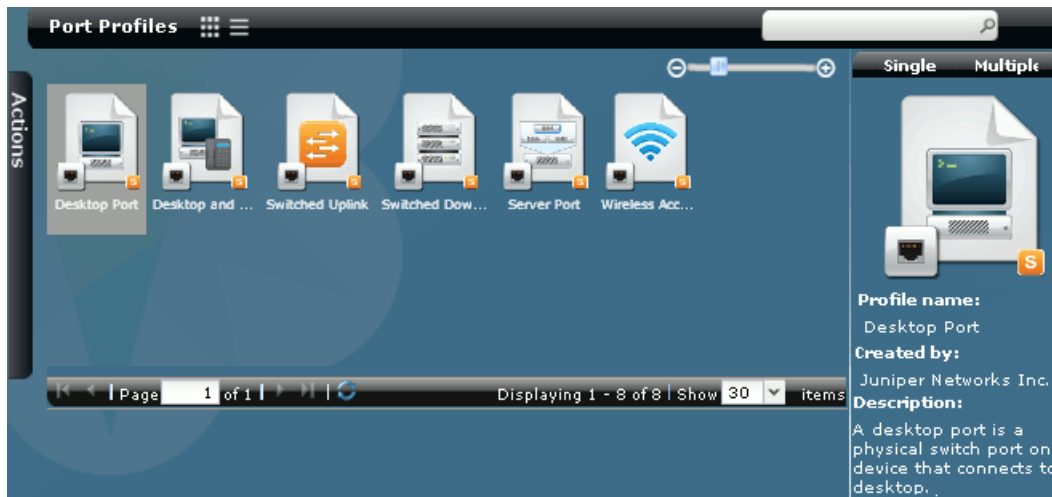 Port Profiles
Actions
Desktop Port
Desktop and ...
Switched Uplink
Switched Dow...
Server Port
Wireless Acc...
Page 1 of 1
Displaying 1 - 8 of 8 Show 30 items
Single Multiple
S
Profile name:
Desktop Port
Created by:
Juniper Networks Inc.
Description:
A desktop port is a
physical switch port on
device that connects to
desktop.